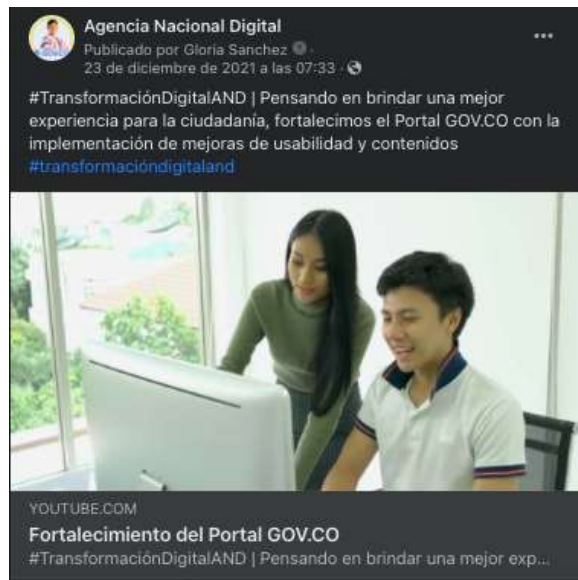 Agencia Nacional Digital
Publicado por Gloria Sanchez
23 de diciembre de 2021 a las 07:33 ·
#TransformaciónDigitalAND | Pensando en brindar una mejor
experiencia para la ciudadanía, fortalecimos el Portal GOV.CO con la
implementación de mejoras de usabilidad y contenidos
#transformacióndigitaland
YOUTUBE.COM
Fortalecimiento del Portal GOV.CO
#TransformaciónDigitalAND | Pensando en brindar una mejor exp...